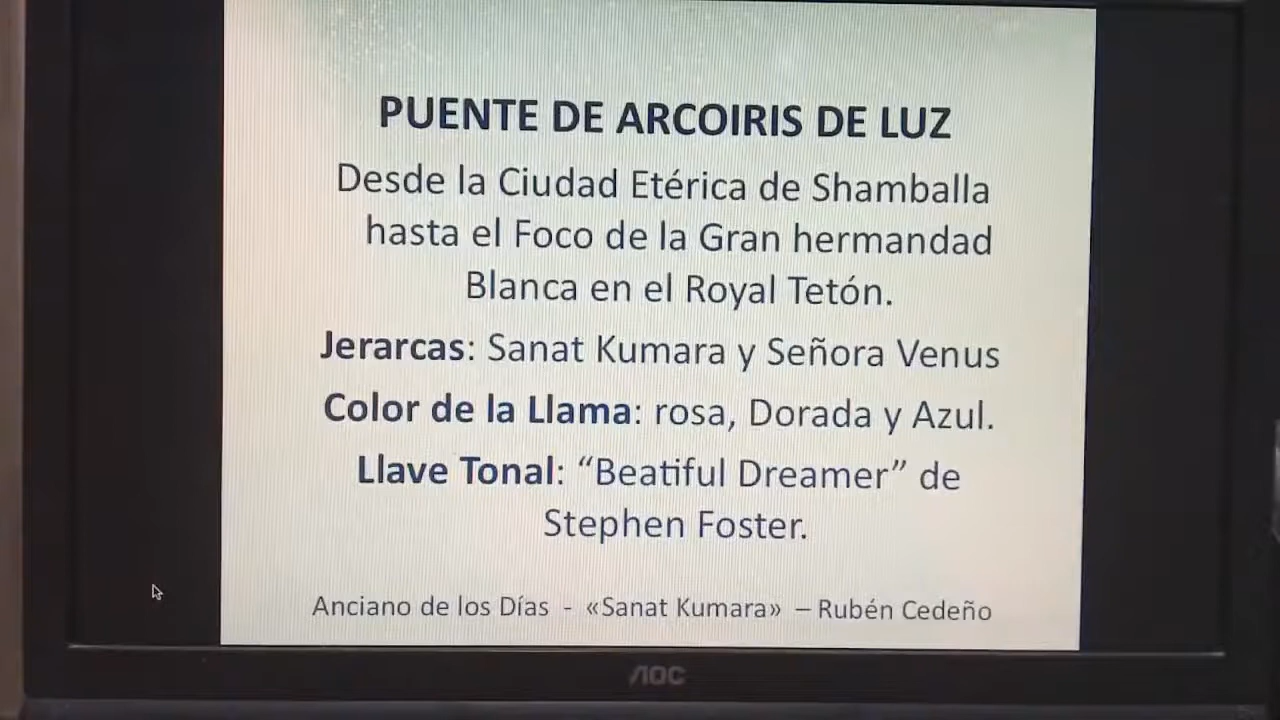 PUENTE DE ARCOIRIS DE LUZ
Desde la Ciudad Etérica de Shamballa
hasta el Foco de la Gran hermandad
Blanca en el Royal Tetón.
Jerarcas: Sanat Kumara y Señora Venus
Color de la Llama: rosa, Dorada y Azul.
Llave Tonal: “Beatiful Dreamer” de
Stephen Foster.
Anciano de los Días - «Sanat Kumara» – Rubén Cedeño
AOC